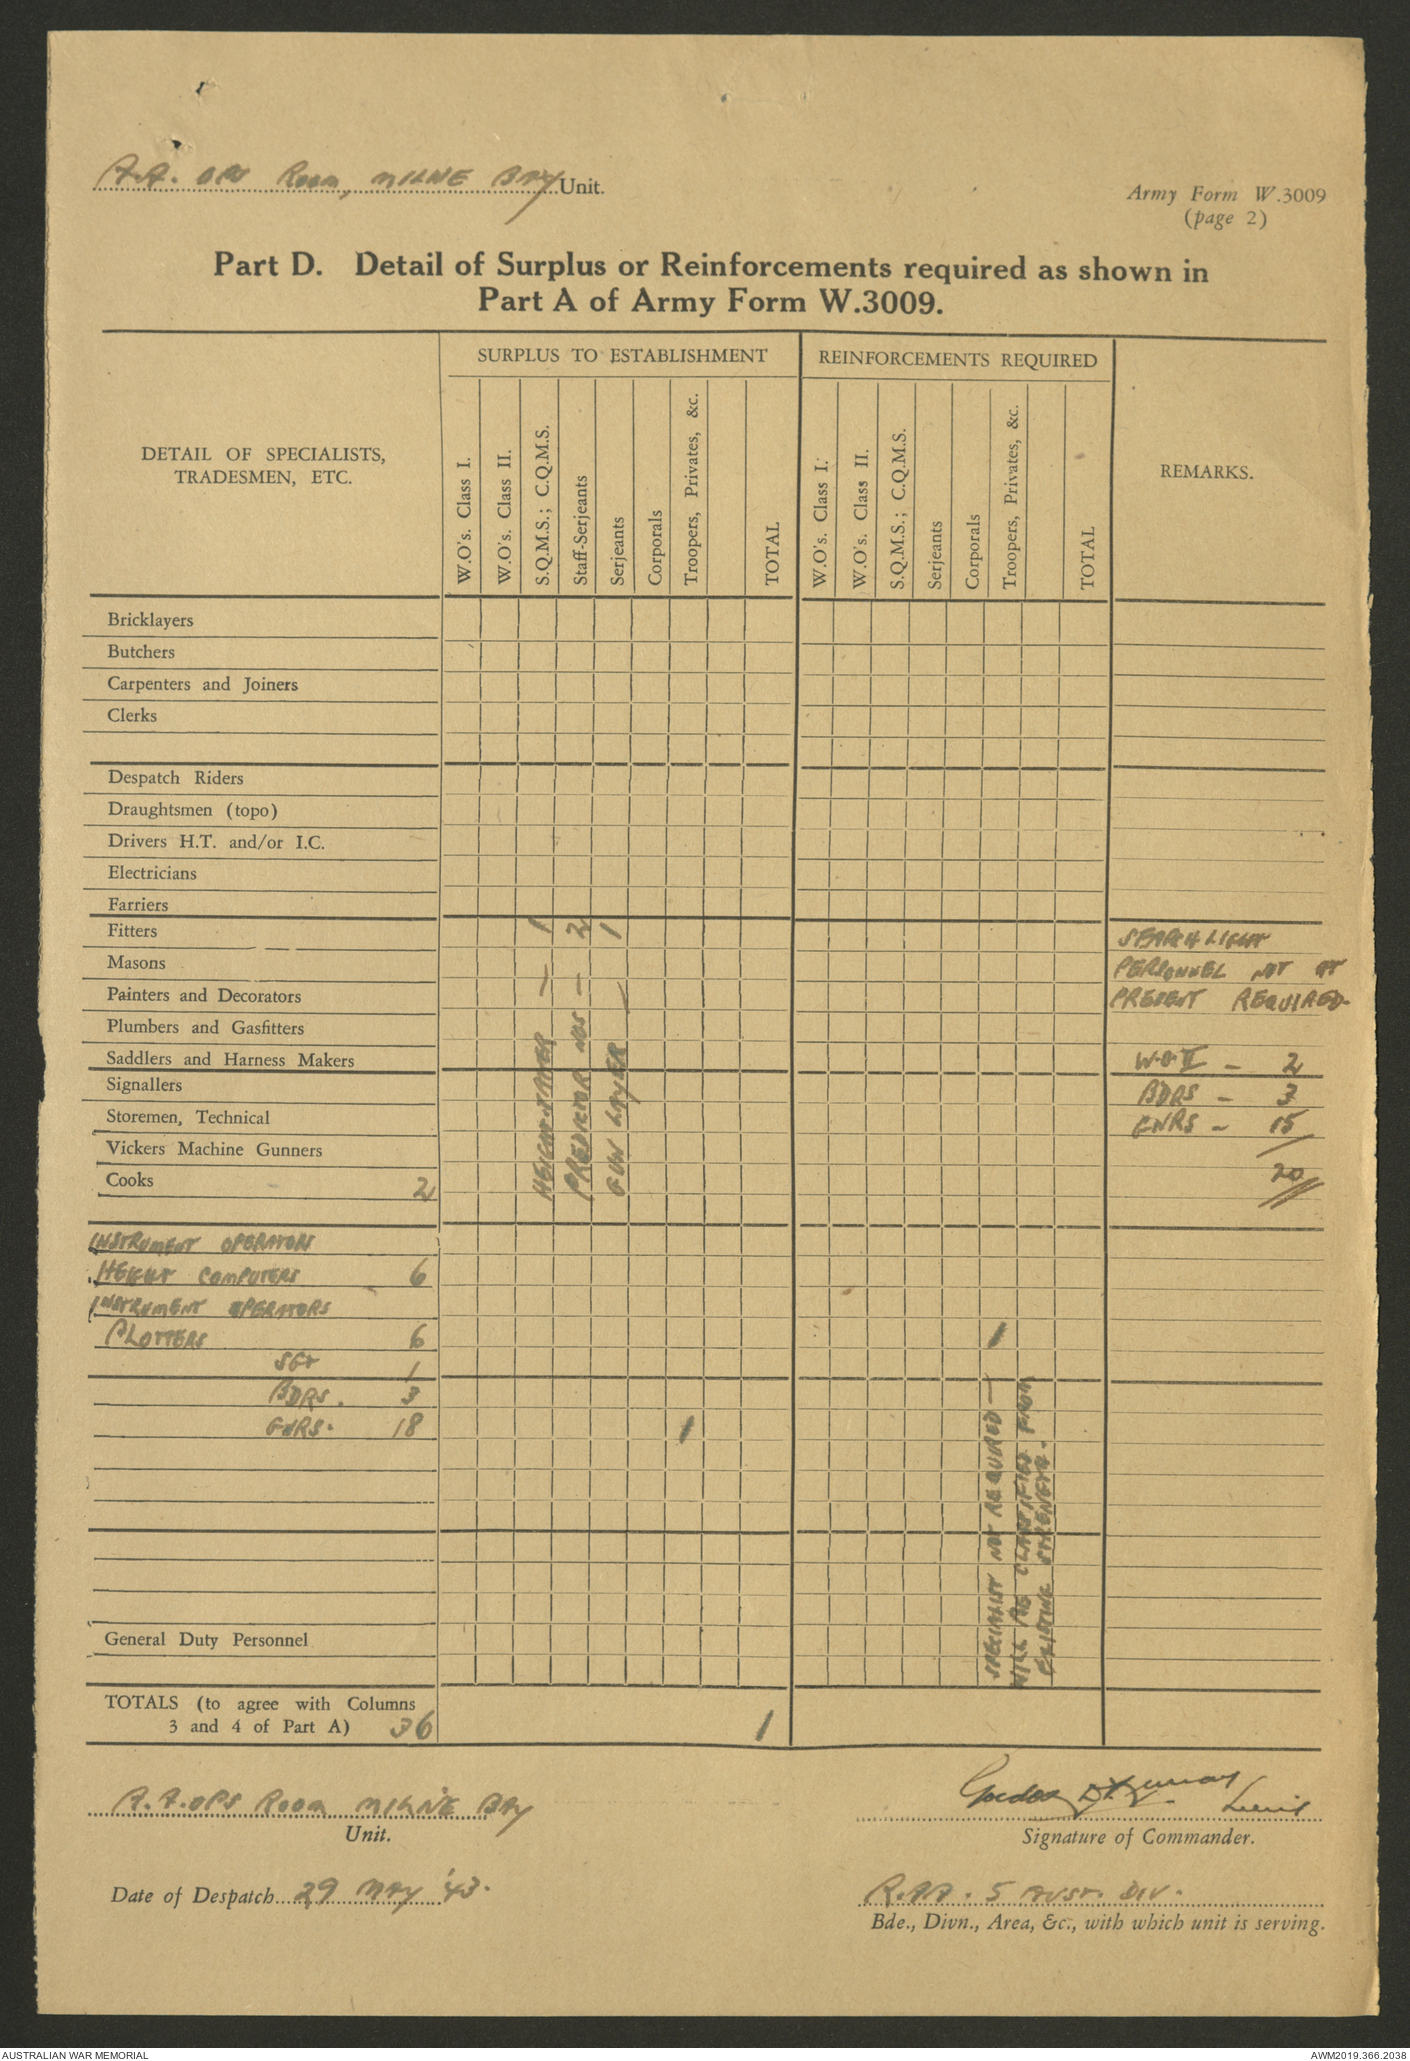 A.A. OPS Room, MILNE BAY Unit.
Army Form W.3009
(page 2)
Part D. Detail of Surplus or Reinforcements required as shown in
Part A of Army Form W.3009.
DETAIL OF SPECIALISTS,
TRADESMEN, ETC.
SURPLUS TO ESTABLISHMENT
W.O's. Class I.
W.O's. Class II.
S.Q.M.S.; C.Q.M.S.
Staff-Serjeants
Serjeants
Corporals
Troopers, Privates, &c.
TOTAL
REINFORCEMENTS REQUIRED
W.O's. Class I.
W.O's. Class II.
S.Q.M.S.; C.Q.M.S.
Serjeants
Corporals
Troopers, Privates, &c.
TOTAL
REMARKS.
Bricklayers
Butchers
Carpenters and Joiners
Clerks
Despatch Riders
Draughtsmen (topo)
Drivers H.T. and/or I.C.
Electricians
Farriers
Fitters
Masons
Painters and Decorators
Plumbers and Gasfitters
Saddlers and Harness Makers
Signallers
Storemen, Technical
Vickers Machine Gunners
Cooks 2
HEIGHT-TAKER — 1
PREDICTOR NOS — 2
GUN LAYER — 1
SEARCHLIGHT
PERSONNEL NOT AT
PRESENT REQUIRED-
W.O II — 2
BDRS — 3
GNRS — 15
20
INSTRUMENT OPERATORS
HEIGHT COMPUTERS 6
INSTRUMENT OPERATORS
PLOTTERS 6
SGT 1
BDRS. 3
GNRS. 18
1
SPECIALIST NOT REQUIRED — 1
WILL BE CLASSIFIED FROM
EXISTING STRENGTH.
General Duty Personnel
TOTALS (to agree with Columns
3 and 4 of Part A) 36
1
A.A. OPS Room MILNE BAY
Unit.
Gordon Lieut
Signature of Commander.
Date of Despatch 29 MAY '43.
R.A.A. 5 AUST. DIV.
Bde., Divn., Area, &c., with which unit is serving.
AUSTRALIAN WAR MEMORIAL
AWM2019.366.2038